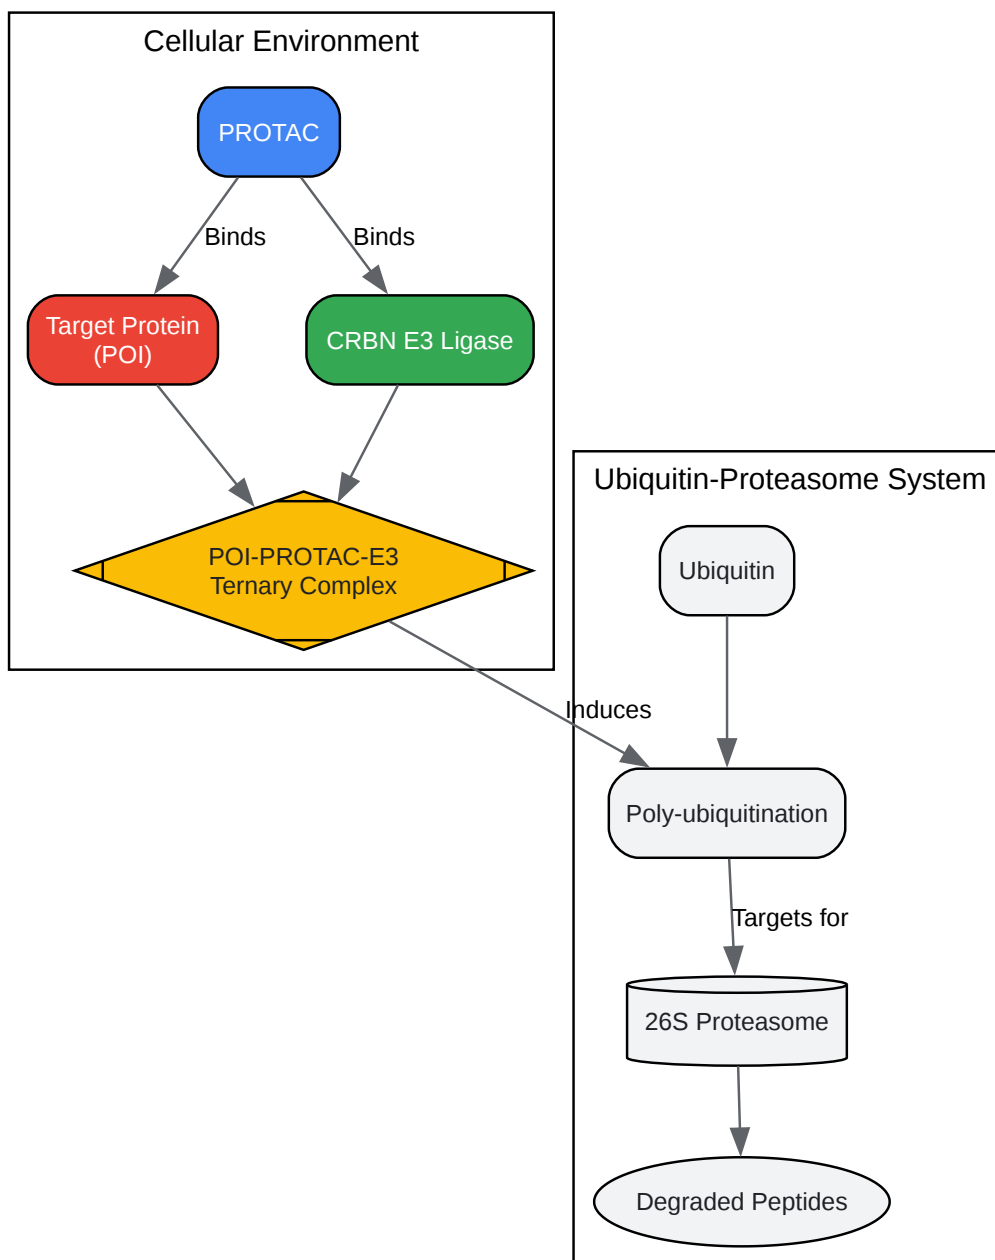 Cellular Environment
PROTAC
Binds
Binds
Target Protein
(POI)
CRBN E3 Ligase
POI-PROTAC-E3
Ternary Complex
Ubiquitin-Proteasome System
Ubiquitin
Induces
Poly-ubiquitination
Targets for
26S Proteasome
Degraded Peptides